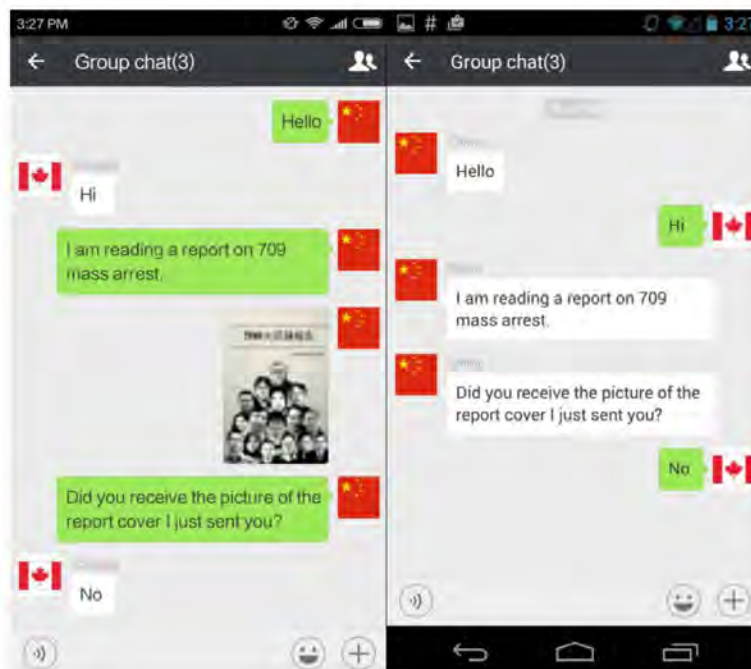 3:27 PM
Group chat(3)
Hello
Hi
I am reading a report on 709
mass arrest.
Did you receive the picture of the
report cover I just sent you?
No
3:27
Group chat(3)
Hello
Hi
I am reading a report on 709
mass arrest.
Did you receive the picture of the
report cover I just sent you?
No